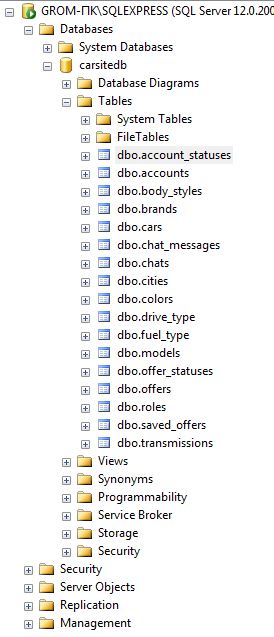 GROM-ПК\SQLEXPRESS (SQL Server 12.0.200
Databases
System Databases
carsitedb
Database Diagrams
Tables
System Tables
FileTables
dbo.account_statuses
dbo.accounts
dbo.body_styles
dbo.brands
dbo.cars
dbo.chat_messages
dbo.chats
dbo.cities
dbo.colors
dbo.drive_type
dbo.fuel_type
dbo.models
dbo.offer_statuses
dbo.offers
dbo.roles
dbo.saved_offers
dbo.transmissions
Views
Synonyms
Programmability
Service Broker
Storage
Security
Security
Server Objects
Replication
Management